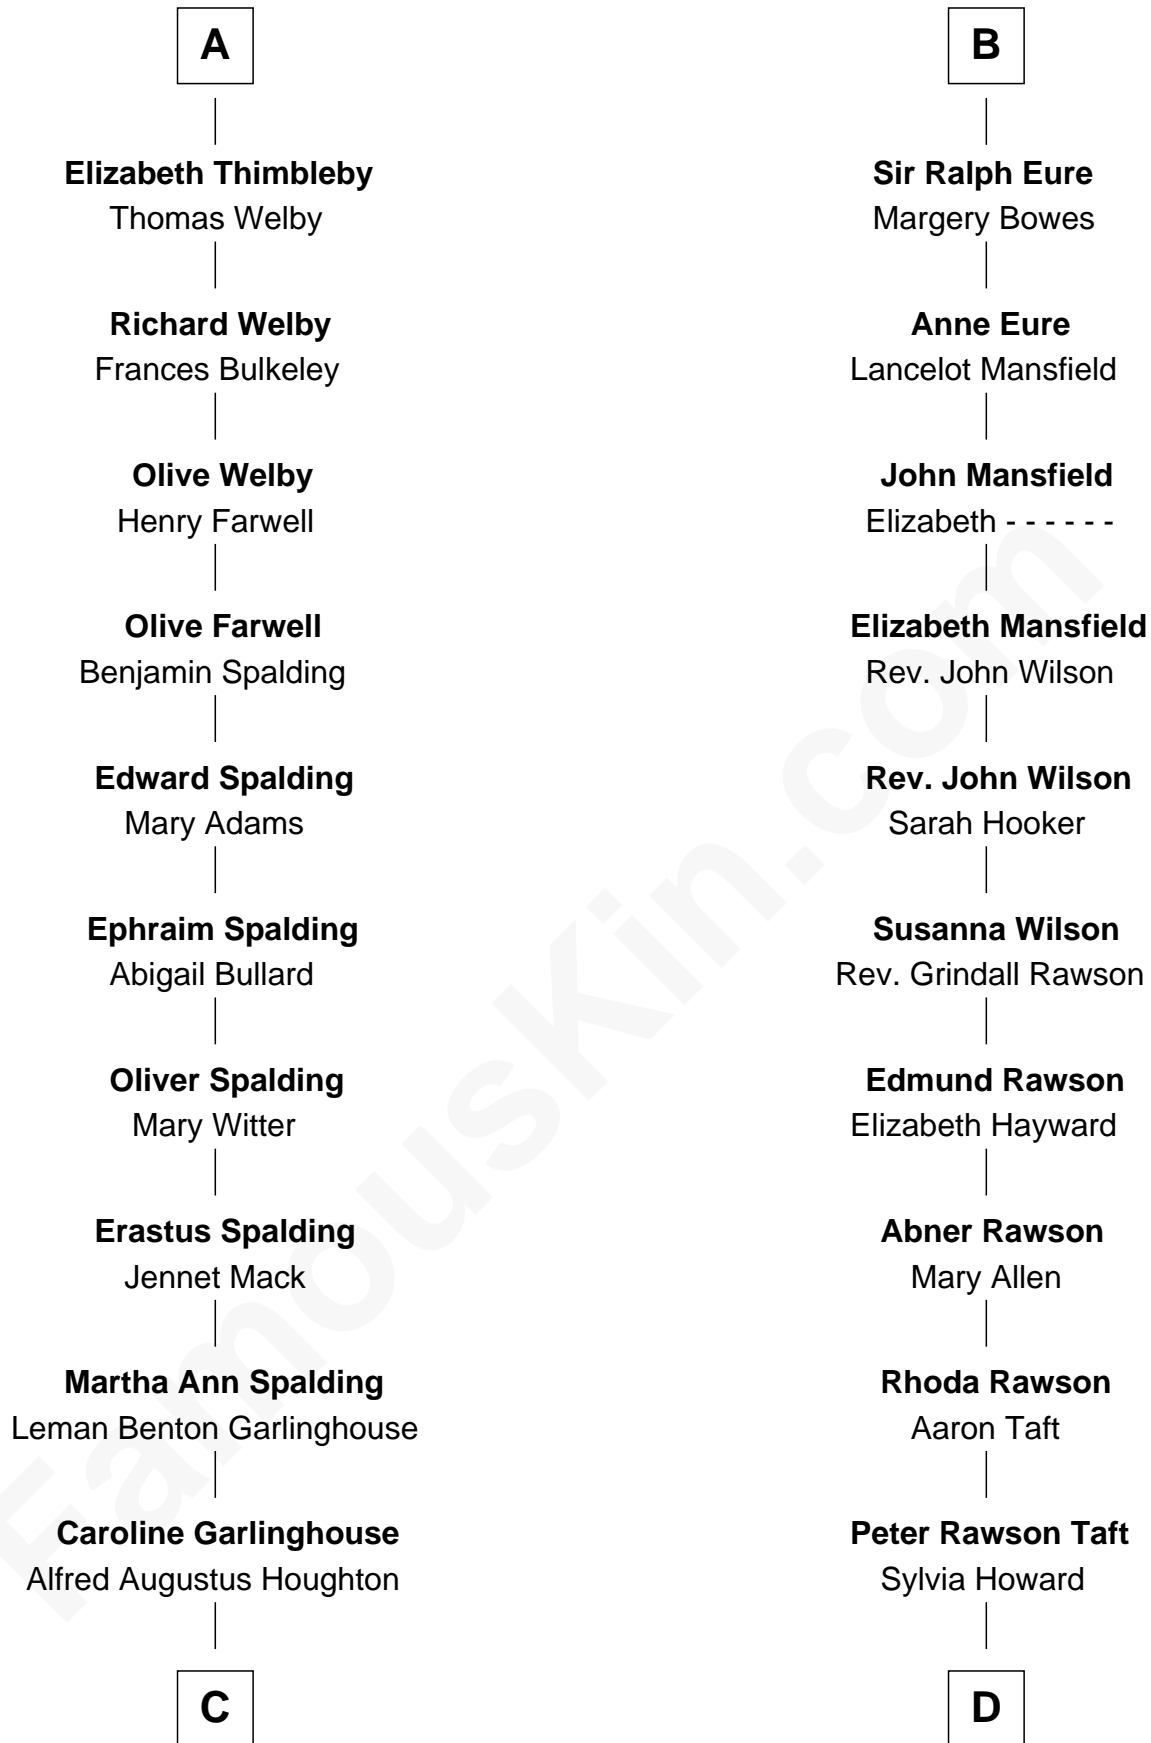 A
Elizabeth Thimbleby
Thomas Welby
Richard Welby
Frances Bulkeley
Olive Welby
Henry Farwell
Olive Farwell
Benjamin Spalding
Edward Spalding
Mary Adams
Ephraim Spalding
Abigail Bullard
Oliver Spalding
Mary Witter
Erastus Spalding
Jennet Mack
Martha Ann Spalding
Leman Benton Garlinghouse
Caroline Garlinghouse
Alfred Augustus Houghton
C
B
Sir Ralph Eure
Margery Bowes
Anne Eure
Lancelot Mansfield
John Mansfield
Elizabeth - - - - - -
Elizabeth Mansfield
Rev. John Wilson
Rev. John Wilson
Sarah Hooker
Susanna Wilson
Rev. Grindall Rawson
Edmund Rawson
Elizabeth Hayward
Abner Rawson
Mary Allen
Rhoda Rawson
Aaron Taft
Peter Rawson Taft
Sylvia Howard
D
FamousKin.com